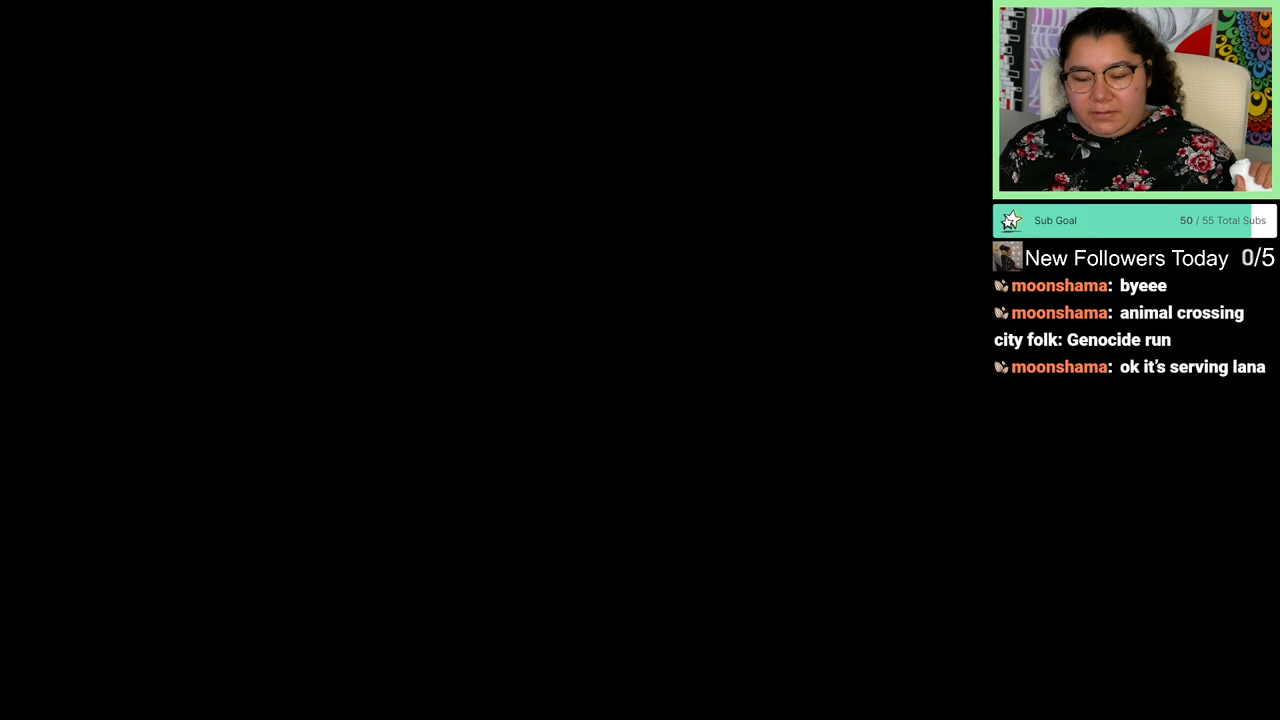 Sub Goal 50 / 55 Total Subs
New Followers Today 0/5
moonshama: byeee
moonshama: animal crossing
city folk: Genocide run
moonshama: ok it's serving lana